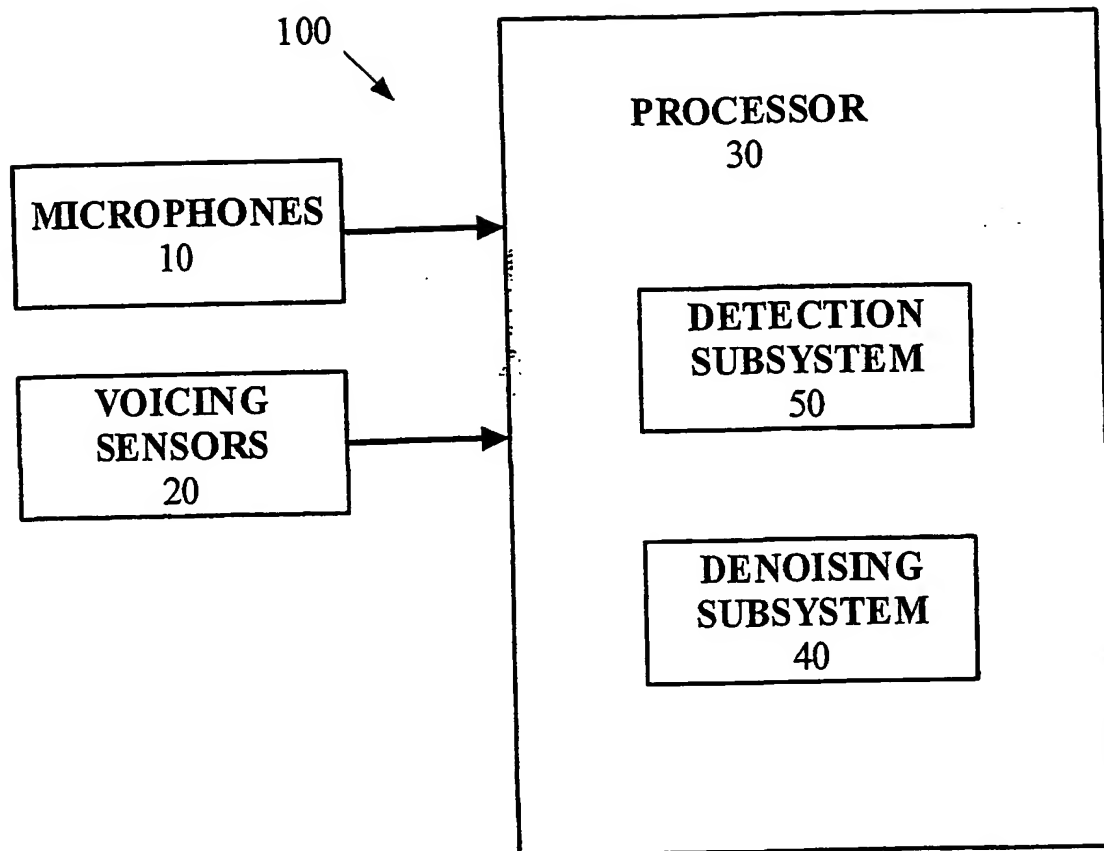 100
PROCESSOR
30
MICROPHONES
10
VOICING
SENSORS
20
DETECTION
SUBSYSTEM
50
DENOISING
SUBSYSTEM
40